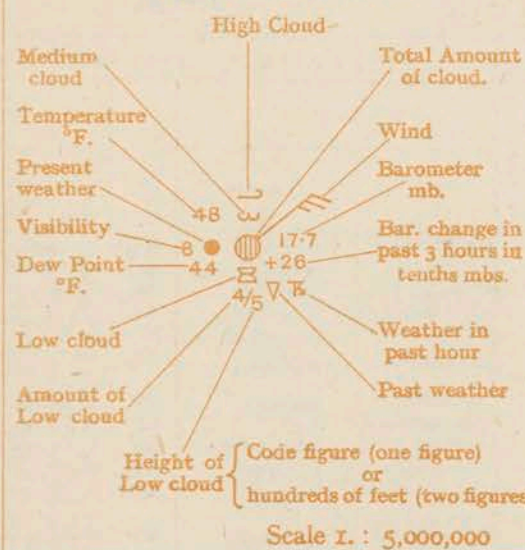 High Cloud
Medium
cloud
Total Amount
of cloud.
Temperature
°F.
Wind
Present
weather
Barometer
mb.
48
Visibility
8
17·7
Bar. change in
past 3 hours in
tenths mbs.
+26
Dew Point
°F.
44
4/5
Low cloud
Weather in
past hour
Amount of
Low cloud
Past weather
Height of
Low cloud
Code figure (one figure)
or
hundreds of feet (two figures
Scale 1. : 5,000,000